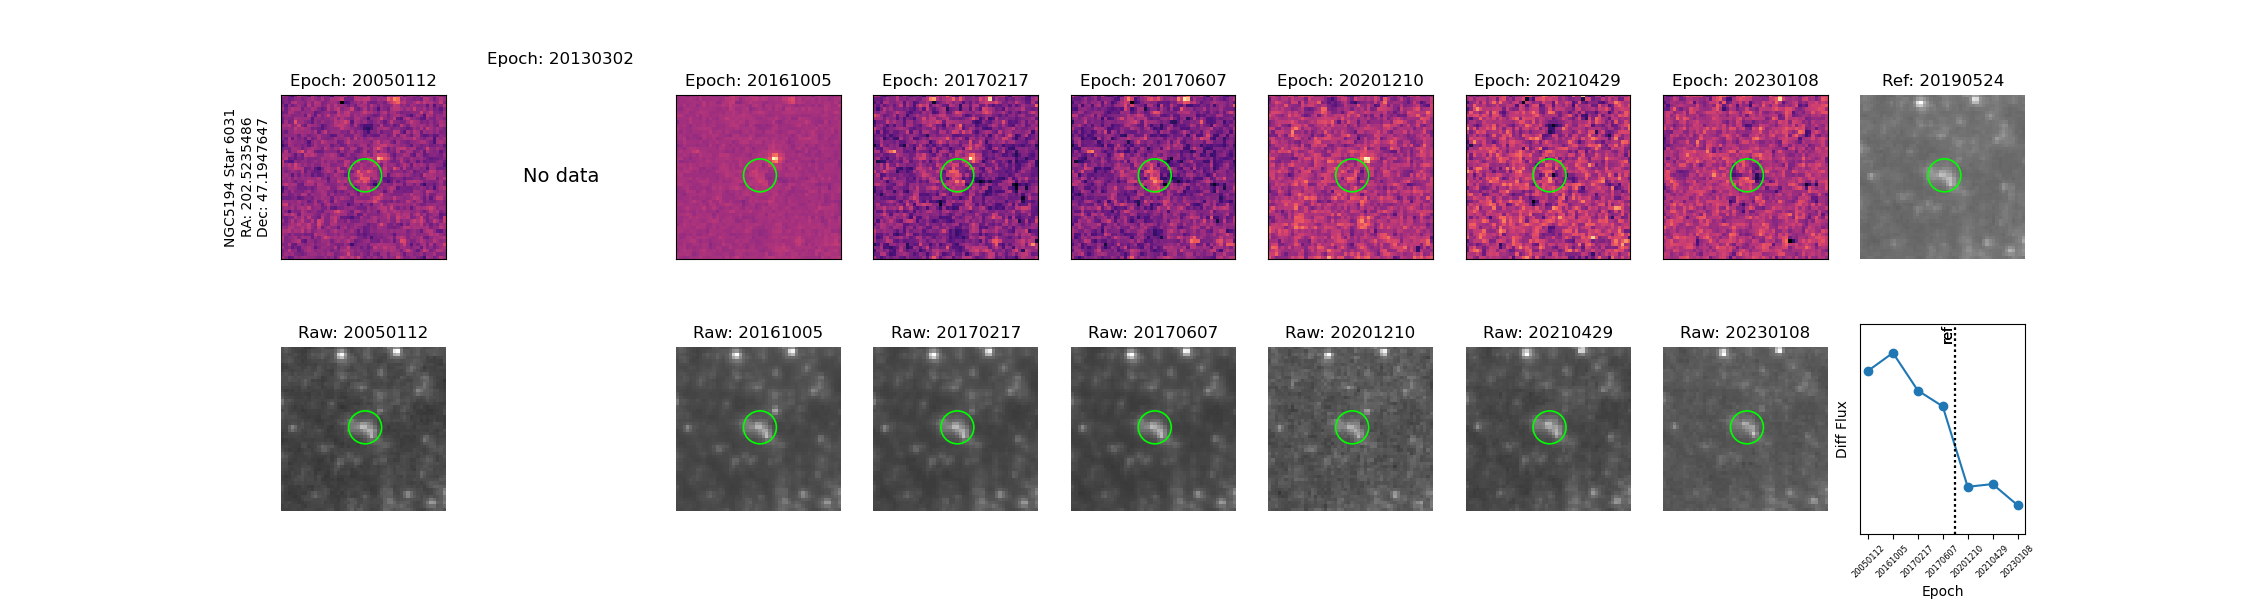 Epoch: 20130302
Epoch: 20050112
Epoch: 20161005
Epoch: 20170217
Epoch: 20170607
Epoch: 20201210
Epoch: 20210429
Epoch: 20230108
Ref: 20190524
NGC5194 Star 6031
RA: 202.5235486
Dec: 47.1947647
No data
Raw: 20050112
Raw: 20161005
Raw: 20170217
Raw: 20170607
Raw: 20201210
Raw: 20210429
Raw: 20230108
ref
Diff Flux
20050112
20161005
20170217
20170607
20201210
20210429
20230108
Epoch